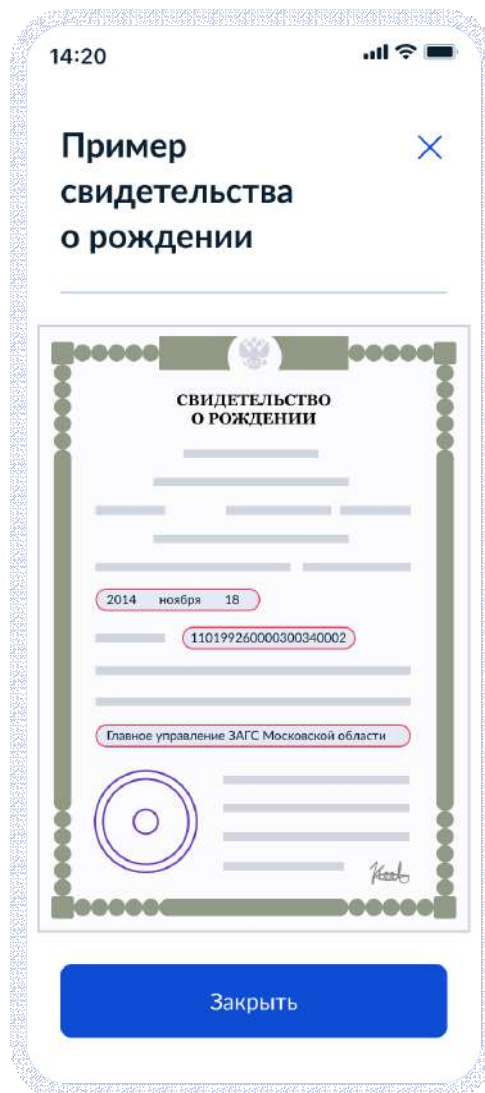 14:20
Пример
свидетельства
о рождении
СВИДЕТЕЛЬСТВО
О РОЖДЕНИИ
2014 ноября 18
110199260000300340002
Главное управление ЗАГС Московской области
Закрыть